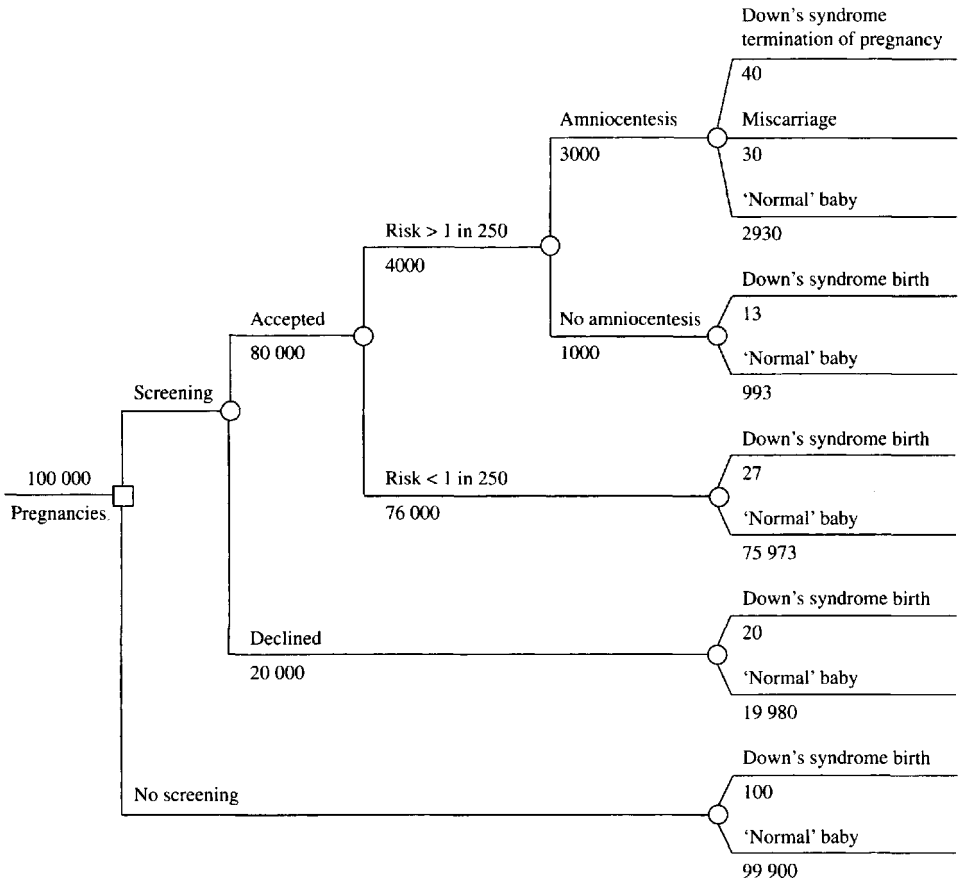 Down's syndrome
termination of pregnancy
40
Amniocentesis
3000
Miscarriage
30
'Normal' baby
2930
Risk > 1 in 250
4000
Down's syndrome birth
13
No amniocentesis
1000
'Normal' baby
993
Accepted
80 000
Screening
Down's syndrome birth
27
Risk < 1 in 250
76 000
'Normal' baby
75 973
100 000
Pregnancies
Down's syndrome birth
20
Declined
20 000
'Normal' baby
19 980
Down's syndrome birth
100
No screening
'Normal' baby
99 900